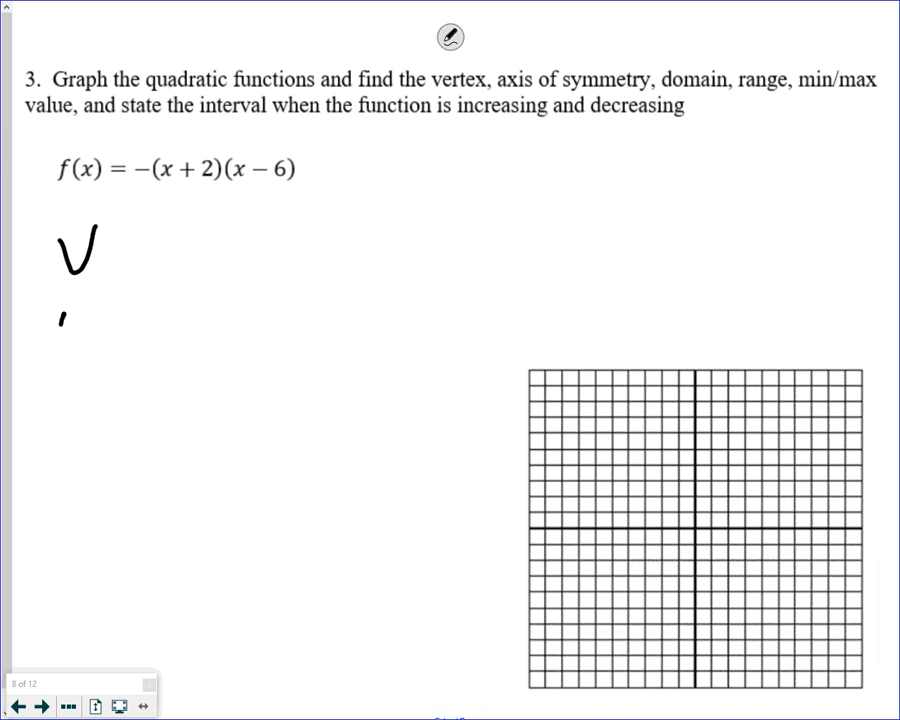 3. Graph the quadratic functions and find the vertex, axis of symmetry, domain, range, min/max
value, and state the interval when the function is increasing and decreasing
f(x) = −(x + 2)(x − 6)
V
8 of 12